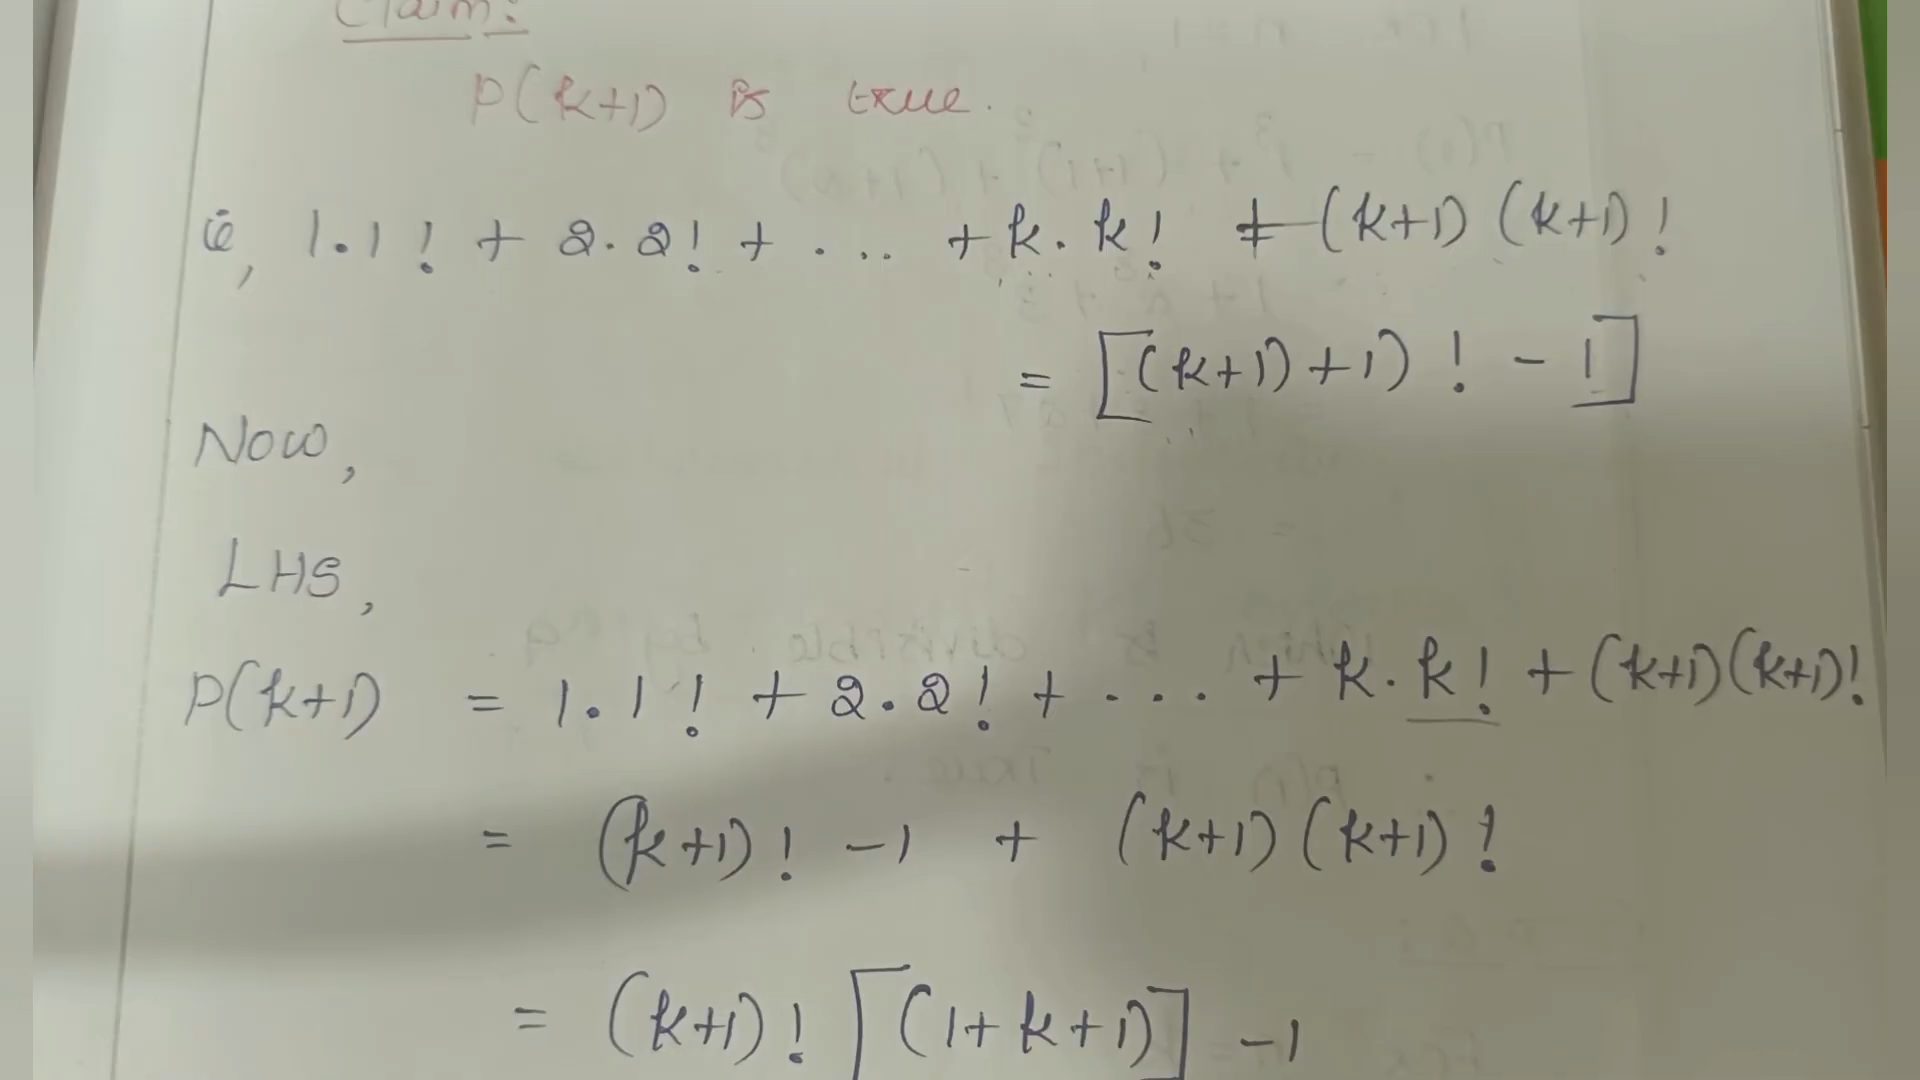 Claim:
P(k+1) is true.
ie, 1.1! + 2.2! + ... + k.k! + (k+1)(k+1)!
= [(k+1)+1)! - 1]
Now,
LHS,
P(k+1) = 1.1! + 2.2! + ... + k.k! + (k+1)(k+1)!
= (k+1)! -1 + (k+1)(k+1)!
= (k+1)! [(1+k+1)] -1